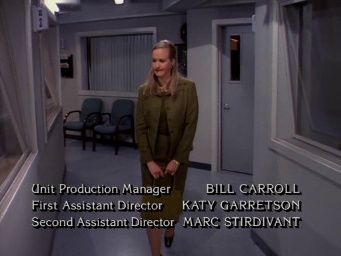 Unit Production Manager BILL CARROLL
First Assistant Director KATY GARRETSON
Second Assistant Director MARC STIRDIVANT